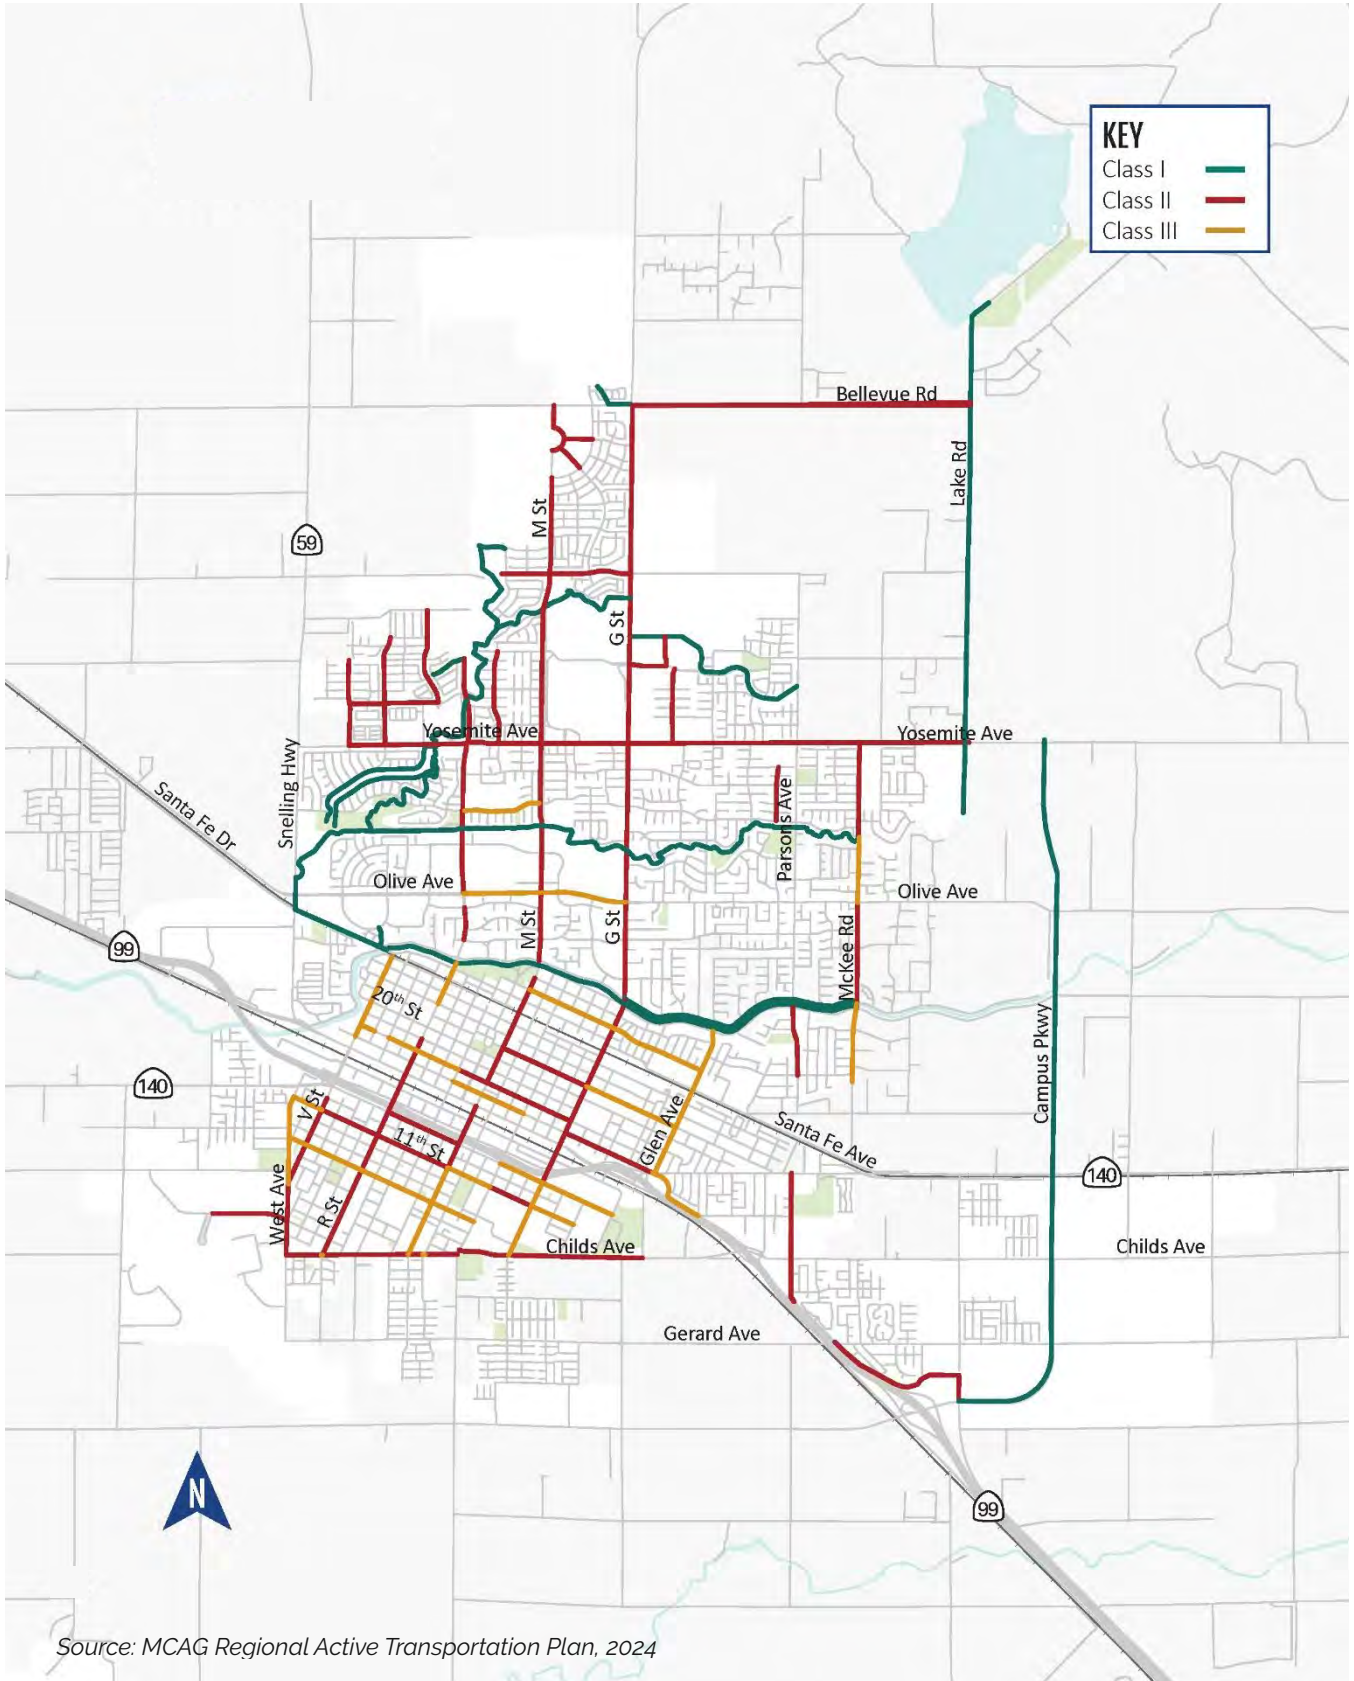 KEY
Class I
Class II
Class III
Bellevue Rd
Lake Rd
M St
59
G St
Yosemite Ave
Yosemite Ave
Snelling Hwy
Santa Fe Dr
Parsons Ave
Olive Ave
Olive Ave
M St
G St
McKee Rd
99
20th St
Campus Pkwy
140
V St
11th St
Glen Ave
Santa Fe Ave
140
West Ave
R St
Childs Ave
Childs Ave
Gerard Ave
N
99
Source: MCAG Regional Active Transportation Plan, 2024